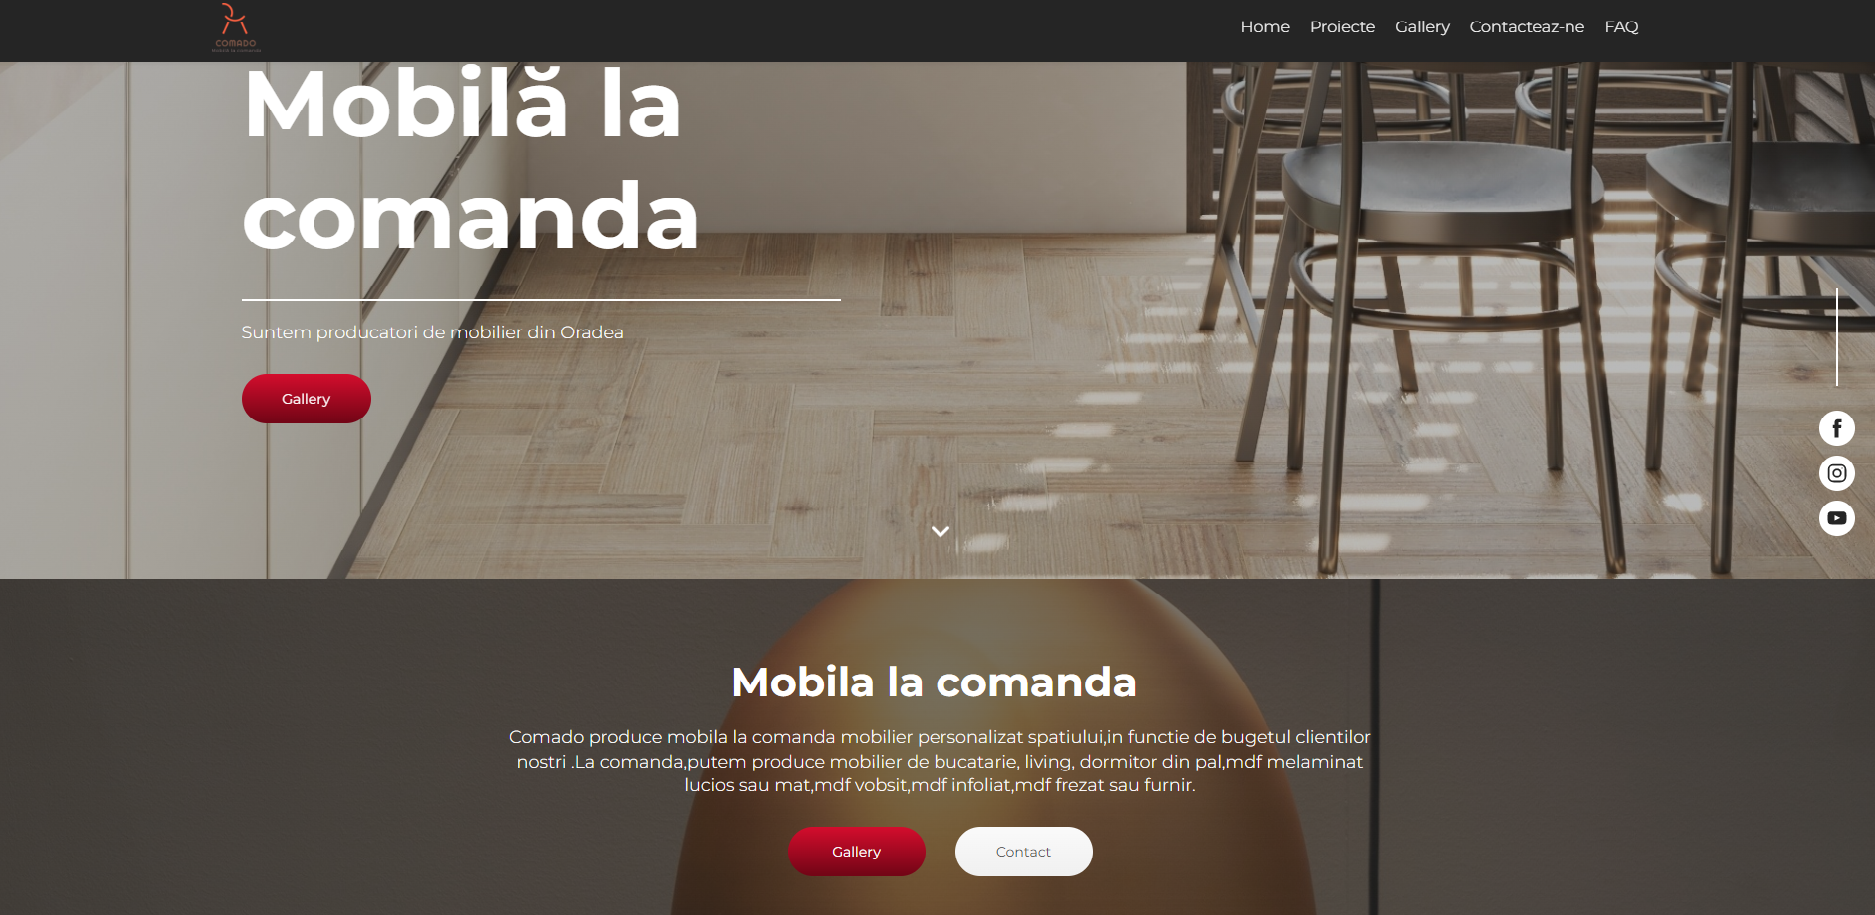 COMADO
Mobilă la comanda
Home Proiecte Gallery Contacteaz-ne FAQ
Mobilă la
comanda
Suntem producatori de mobilier din Oradea
Gallery
Mobila la comanda
Comado produce mobila la comanda mobilier personalizat spatiului,in functie de bugetul clientilor
nostri .La comanda,putem produce mobilier de bucatarie, living, dormitor din pal,mdf melaminat
lucios sau mat,mdf vobsit,mdf infoliat,mdf frezat sau furnir.
Gallery Contact